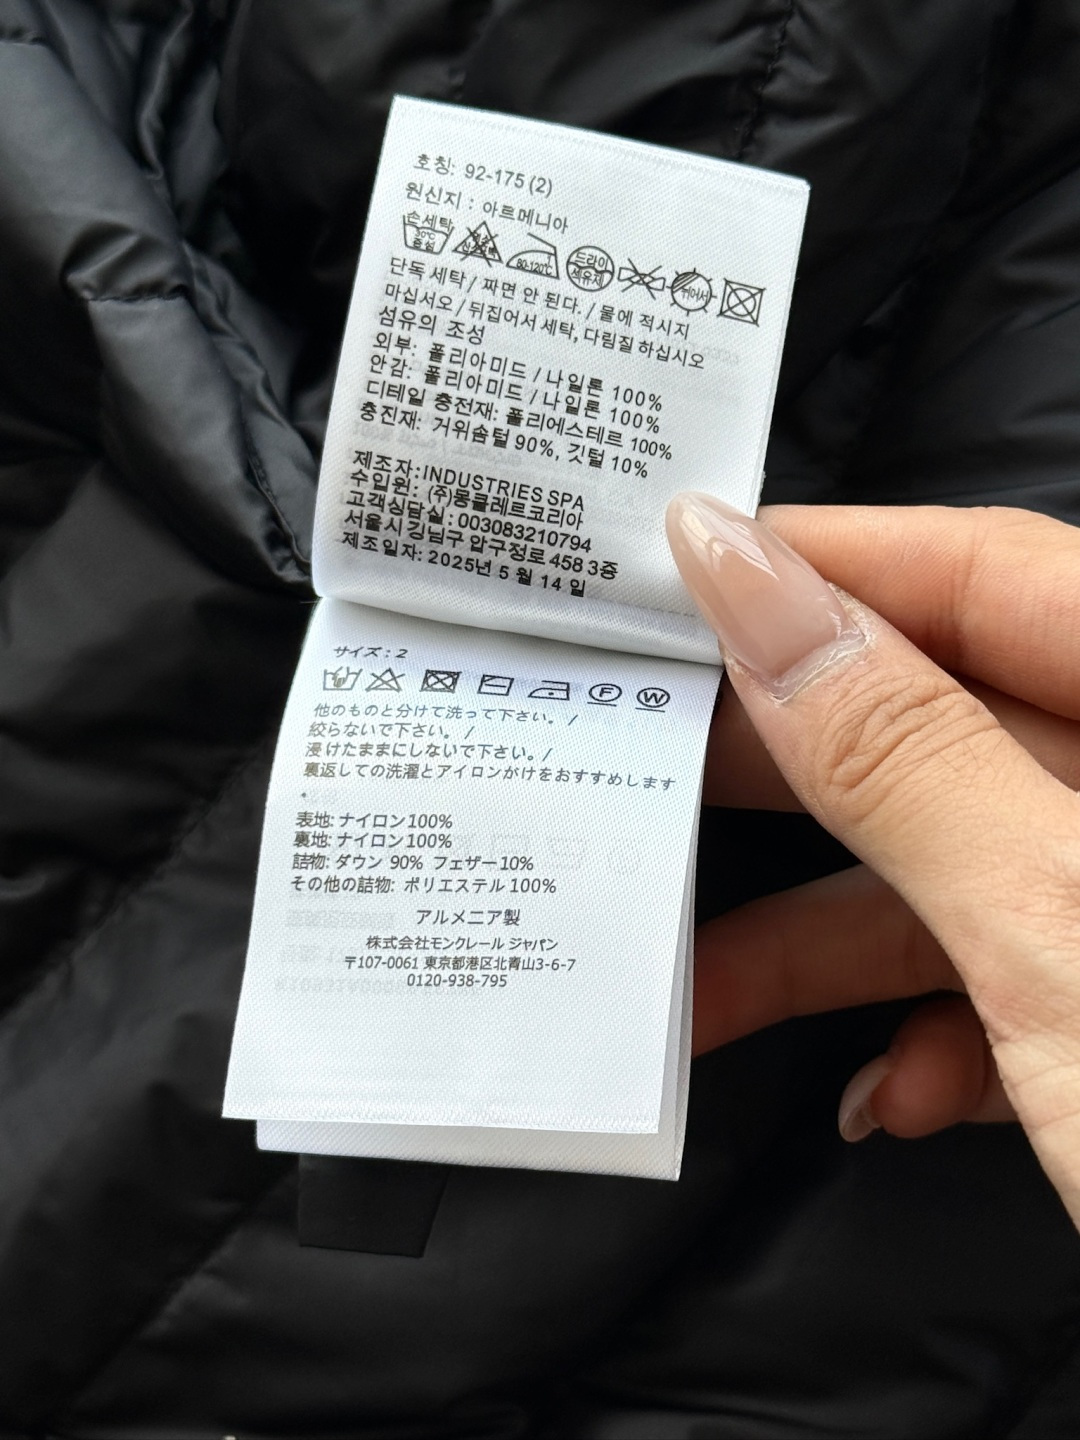 호칭: 92-175 (2)
원신지 : 아르메니아
손세탁
30℃
중성
80-120℃
드라이
석유제
뀌어서
단독 세탁 / 짜면 안 된다. / 물에 적시지
마십서오 / 뒤집어서 세탁, 다림질 하십시오
섬유의 조성
외부: 폴리아미드 / 나일론 100%
안감: 폴리아미드 / 나일론 100%
디테일 충전재: 폴리에스테르 100%
충진재: 거위솜털 90%, 깃털 10%
제조자:INDUSTRIES SPA
수입원: (주)몽클레르코리아
고객싱담실:003083210794
서울시깅님구 압구정로 458 3증
제조일자: 2025년 5 월 14 일
サイズ : 2
F
W
他のものと分けて洗って下さい。 /
絞らないで下さい。 /
浸けたままにしないで下さい。/
裏返しての洗濯とアイロンがけをおすすめします
。
表地: ナイロン100%
裏地: ナイロン100%
詰物: ダウン 90% フェザー10%
その他の詰物: ポリエステル 100%
アルメニア製
株式会社モンクレール ジャパン
〒107-0061 東京都港区北青山3-6-7
0120-938-795